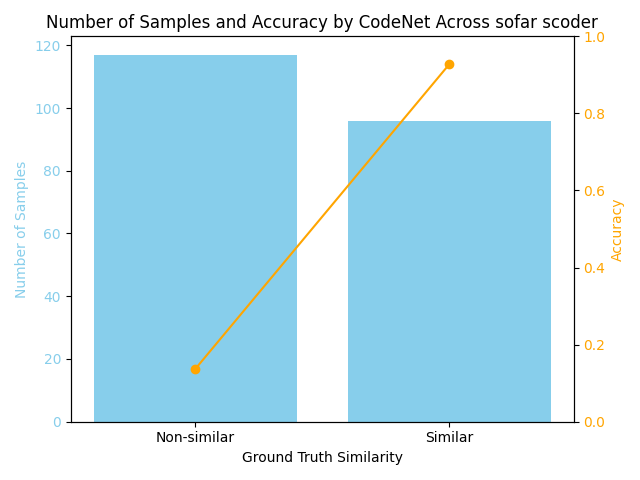 Number of Samples and Accuracy by CodeNet Across sofar scoder
120
100
80
60
40
20
0
Number of Samples
1.0
0.8
0.6
0.4
0.2
0.0
Accuracy
Non-similar
Similar
Ground Truth Similarity